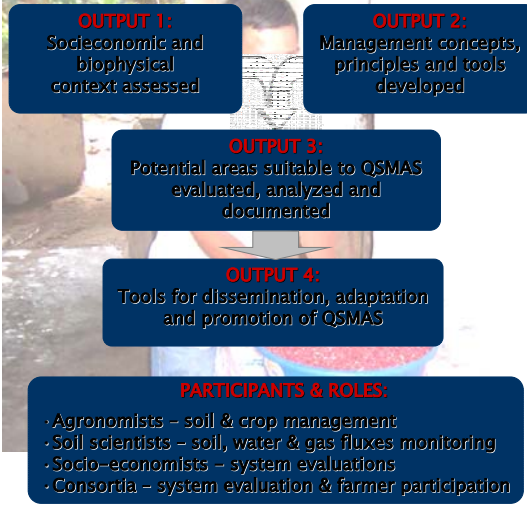 OUTPUT 1:
Socieconomic and
biophysical
context assessed
OUTPUT 2:
Management concepts,
principles and tools
developed
OUTPUT 3:
Potential areas suitable to QSMAS
evaluated, analyzed and
documented
OUTPUT 4:
Tools for dissemination, adaptation
and promotion of QSMAS
PARTICIPANTS & ROLES:
· Agronomists – soil & crop management
· Soil scientists – soil, water & gas fluxes monitoring
· Socio-economists – system evaluations
· Consortia – system evaluation & farmer participation